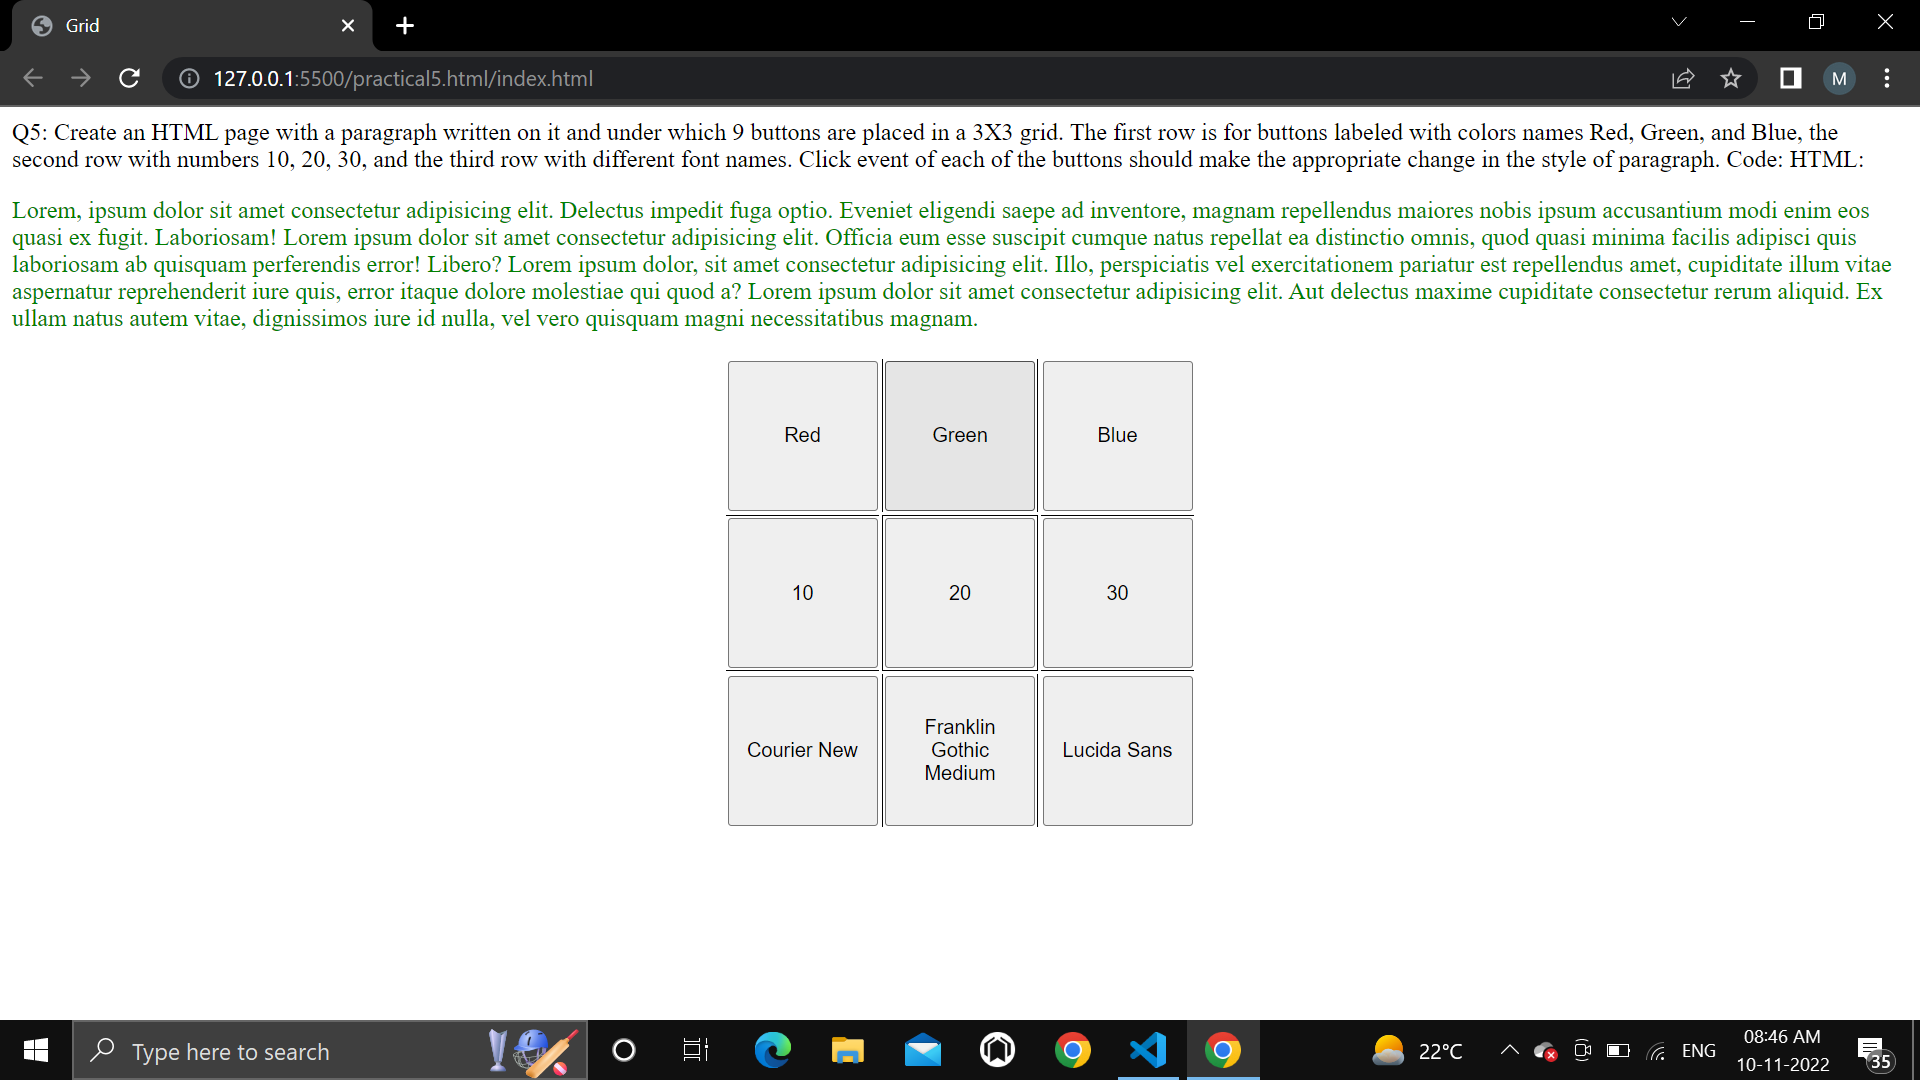 Grid
127.0.0.1:5500/practical5.html/index.html
M
Q5: Create an HTML page with a paragraph written on it and under which 9 buttons are placed in a 3X3 grid. The first row is for buttons labeled with colors names Red, Green, and Blue, the
second row with numbers 10, 20, 30, and the third row with different font names. Click event of each of the buttons should make the appropriate change in the style of paragraph. Code: HTML:
Lorem, ipsum dolor sit amet consectetur adipisicing elit. Delectus impedit fuga optio. Eveniet eligendi saepe ad inventore, magnam repellendus maiores nobis ipsum accusantium modi enim eos
quasi ex fugit. Laboriosam! Lorem ipsum dolor sit amet consectetur adipisicing elit. Officia eum esse suscipit cumque natus repellat ea distinctio omnis, quod quasi minima facilis adipisci quis
laboriosam ab quisquam perferendis error! Libero? Lorem ipsum dolor, sit amet consectetur adipisicing elit. Illo, perspiciatis vel exercitationem pariatur est repellendus amet, cupiditate illum vitae
aspernatur reprehenderit iure quis, error itaque dolore molestiae qui quod a? Lorem ipsum dolor sit amet consectetur adipisicing elit. Aut delectus maxime cupiditate consectetur rerum aliquid. Ex
ullam natus autem vitae, dignissimos iure id nulla, vel vero quisquam magni necessitatibus magnam.
Red Green Blue
10 20 30
Courier New
Franklin
Gothic
Medium
Lucida Sans
Type here to search
22°C
ENG
08:46 AM
10-11-2022
35